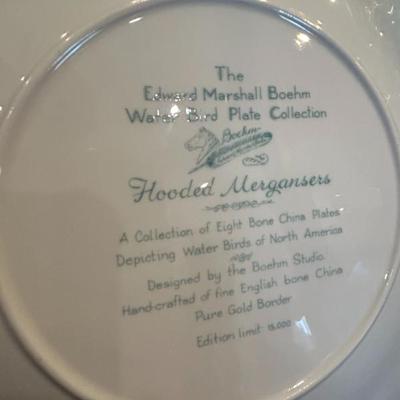 The
Edward Marshall Boehm
Water Bird Plate Collection
Boehm
Hooded Mergansers
A Collection of Eight Bone China Plates
Depicting Water Birds of North America
Designed by the Boehm Studio.
Hand-crafted of fine English bone China
Pure Gold Border
Edition limit 15,000